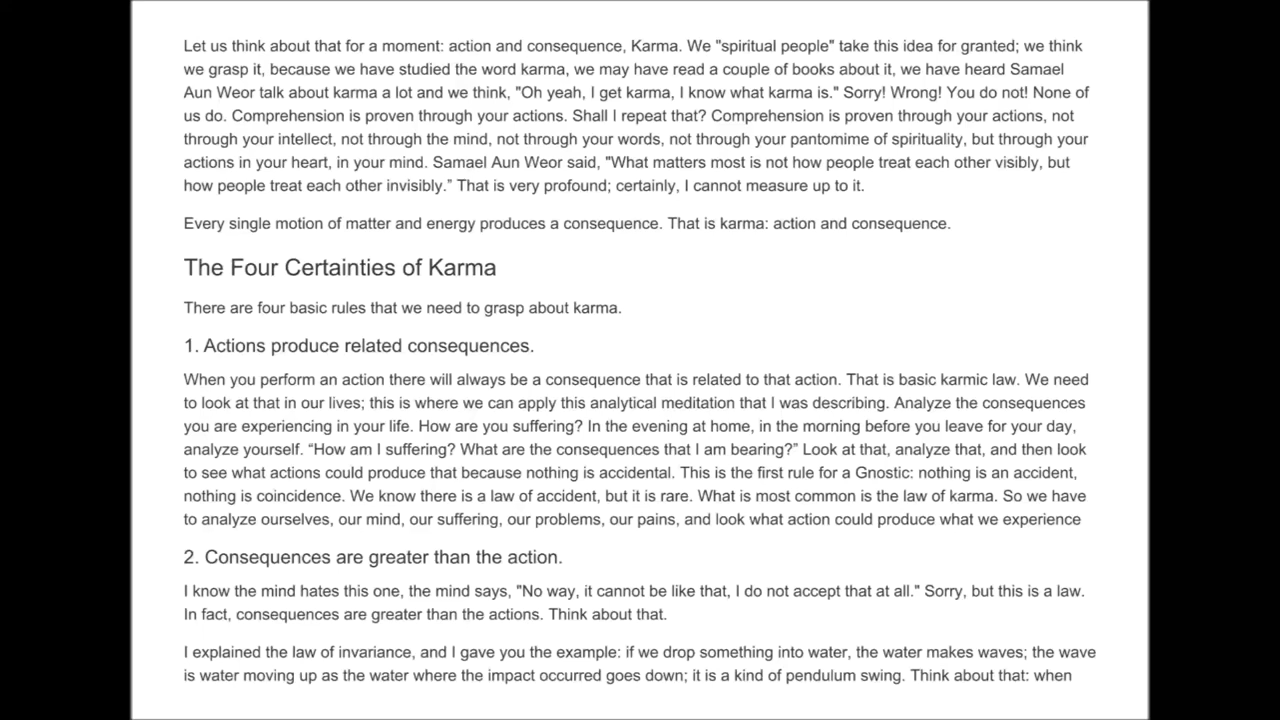 Let us think about that for a moment: action and consequence, Karma. We "spiritual people" take this idea for granted; we think
we grasp it, because we have studied the word karma, we may have read a couple of books about it, we have heard Samael
Aun Weor talk about karma a lot and we think, "Oh yeah, I get karma, I know what karma is." Sorry! Wrong! You do not! None of
us do. Comprehension is proven through your actions. Shall I repeat that? Comprehension is proven through your actions, not
through your intellect, not through the mind, not through your words, not through your pantomime of spirituality, but through your
actions in your heart, in your mind. Samael Aun Weor said, "What matters most is not how people treat each other visibly, but
how people treat each other invisibly.” That is very profound; certainly, I cannot measure up to it.
Every single motion of matter and energy produces a consequence. That is karma: action and consequence.
The Four Certainties of Karma
There are four basic rules that we need to grasp about karma.
1. Actions produce related consequences.
When you perform an action there will always be a consequence that is related to that action. That is basic karmic law. We need
to look at that in our lives; this is where we can apply this analytical meditation that I was describing. Analyze the consequences
you are experiencing in your life. How are you suffering? In the evening at home, in the morning before you leave for your day,
analyze yourself. “How am I suffering? What are the consequences that I am bearing?” Look at that, analyze that, and then look
to see what actions could produce that because nothing is accidental. This is the first rule for a Gnostic: nothing is an accident,
nothing is coincidence. We know there is a law of accident, but it is rare. What is most common is the law of karma. So we have
to analyze ourselves, our mind, our suffering, our problems, our pains, and look what action could produce what we experience
2. Consequences are greater than the action.
I know the mind hates this one, the mind says, "No way, it cannot be like that, I do not accept that at all." Sorry, but this is a law.
In fact, consequences are greater than the actions. Think about that.
I explained the law of invariance, and I gave you the example: if we drop something into water, the water makes waves; the wave
is water moving up as the water where the impact occurred goes down; it is a kind of pendulum swing. Think about that: when